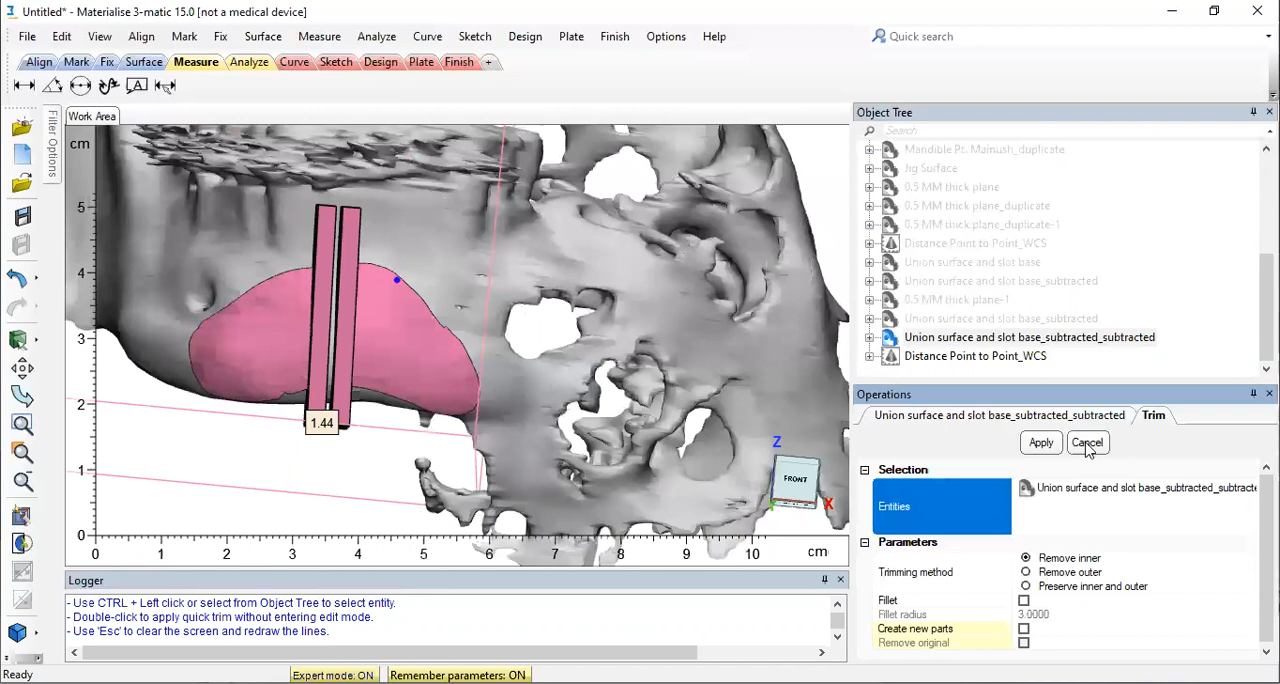 Untitled* - Materialise 3-matic 15.0 [not a medical device]
File Edit View Align Mark Fix Surface Measure Analyze Curve Sketch Design Plate Finish Options Help
Quick search
Align Mark Fix Surface Measure Analyze Curve Sketch Design Plate Finish +
Filter Options
Work Area
cm
5
4
3
2
1
0
0 1 2 3 4 5 6 7 8 9 10 cm
1.44
Z
FRONT
X
Y
Object Tree
Search
Mandible Pt. Mainush_duplicate
Jig Surface
0.5 MM thick plane
0.5 MM thick plane_duplicate
0.5 MM thick plane_duplicate-1
Distance Point to Point_WCS
Union surface and slot base
Union surface and slot base_subtracted
0.5 MM thick plane-1
Union surface and slot base_subtracted
Union surface and slot base_subtracted_subtracted
Distance Point to Point_WCS
Operations
Union surface and slot base_subtracted_subtracted Trim
Apply Cancel
Selection
Entities Union surface and slot base_subtracted_subtracte
Parameters
Trimming method Remove inner
Remove outer
Preserve inner and outer
Fillet
Fillet radius 3.0000
Create new parts
Remove original
Logger
- Use CTRL + Left click or select from Object Tree to select entity.
- Double-click to apply quick trim without entering edit mode.
- Use 'Esc' to clear the screen and redraw the lines.
Ready Expert mode: ON Remember parameters: ON